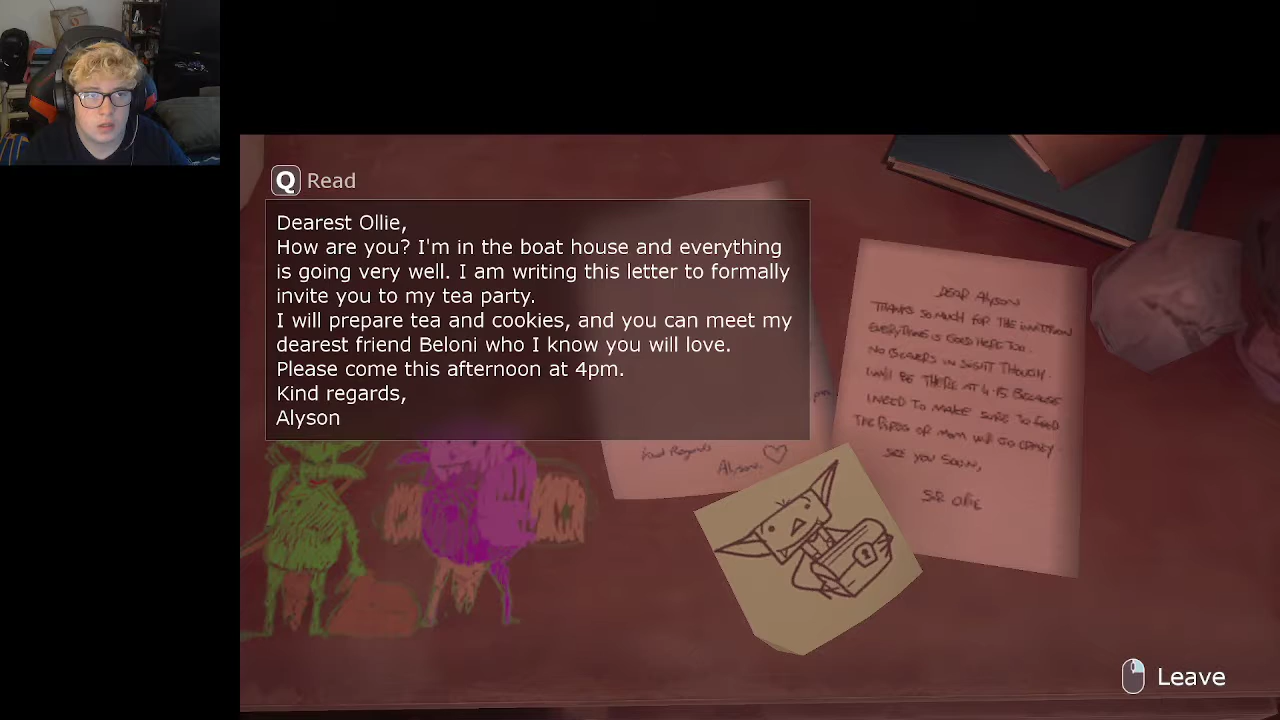 Q Read
Dearest Ollie,
How are you? I'm in the boat house and everything
is going very well. I am writing this letter to formally
invite you to my tea party.
I will prepare tea and cookies, and you can meet my
dearest friend Beloni who I know you will love.
Please come this afternoon at 4pm.
Kind regards,
Alyson
pm.
Kind Regards
Alyson
DEAR ALYSON
THANKS SO MUCH FOR THE INVITATION
EVERYTHING IS GOOD HERE TOO.
NO BEAVERS IN SIGHT THOUGH.
I WILL BE THERE AT 4.15 BECAUSE
I NEED TO MAKE SURE TO FEED
THE BIRDS OR MOM WILL GO CRAZY
SEE YOU SOON,
SIR OLLIE
Leave